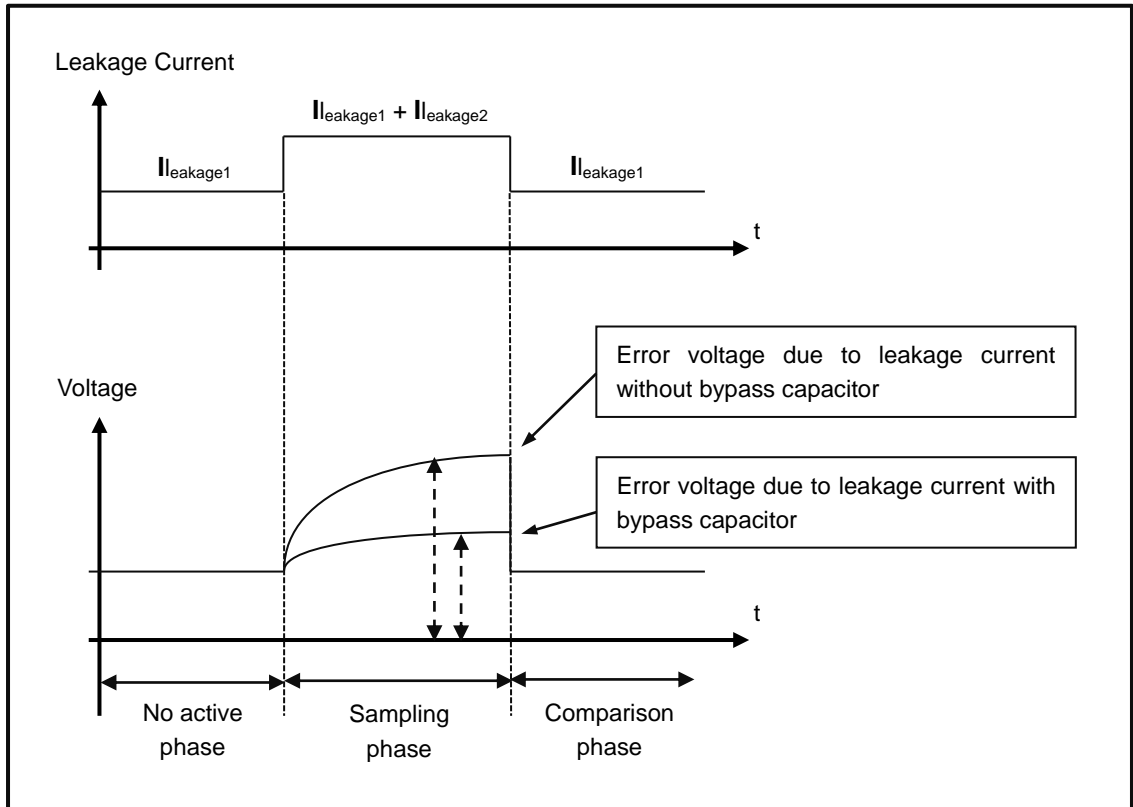 Leakage Current
Ileakage1 + Ileakage2
Ileakage1
Ileakage1
t
Error voltage due to leakage current
without bypass capacitor
Voltage
Error voltage due to leakage current with
bypass capacitor
t
No active
phase
Sampling
phase
Comparison
phase